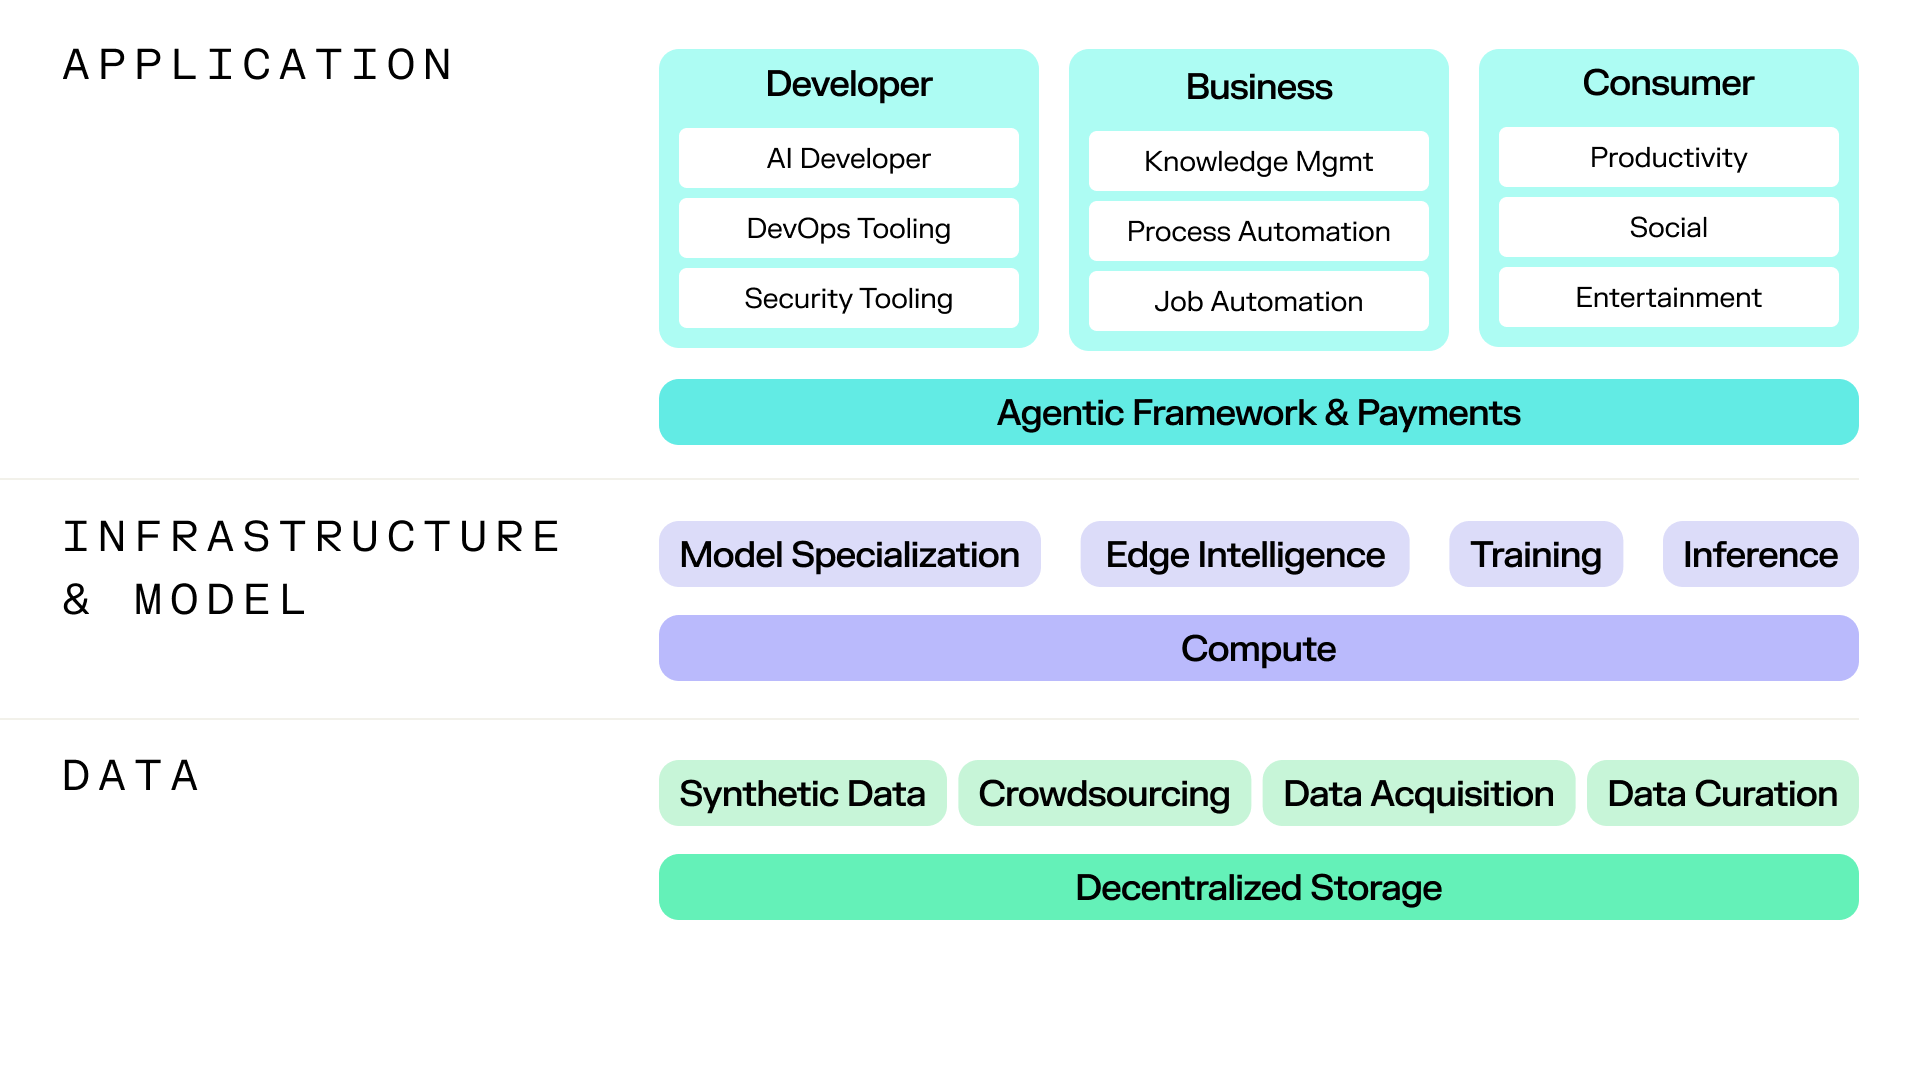 APPLICATION
Developer
AI Developer
DevOps Tooling
Security Tooling
Business
Knowledge Mgmt
Process Automation
Job Automation
Consumer
Productivity
Social
Entertainment
Agentic Framework & Payments
INFRASTRUCTURE
& MODEL
Model Specialization
Edge Intelligence
Training
Inference
Compute
DATA
Synthetic Data
Crowdsourcing
Data Acquisition
Data Curation
Decentralized Storage